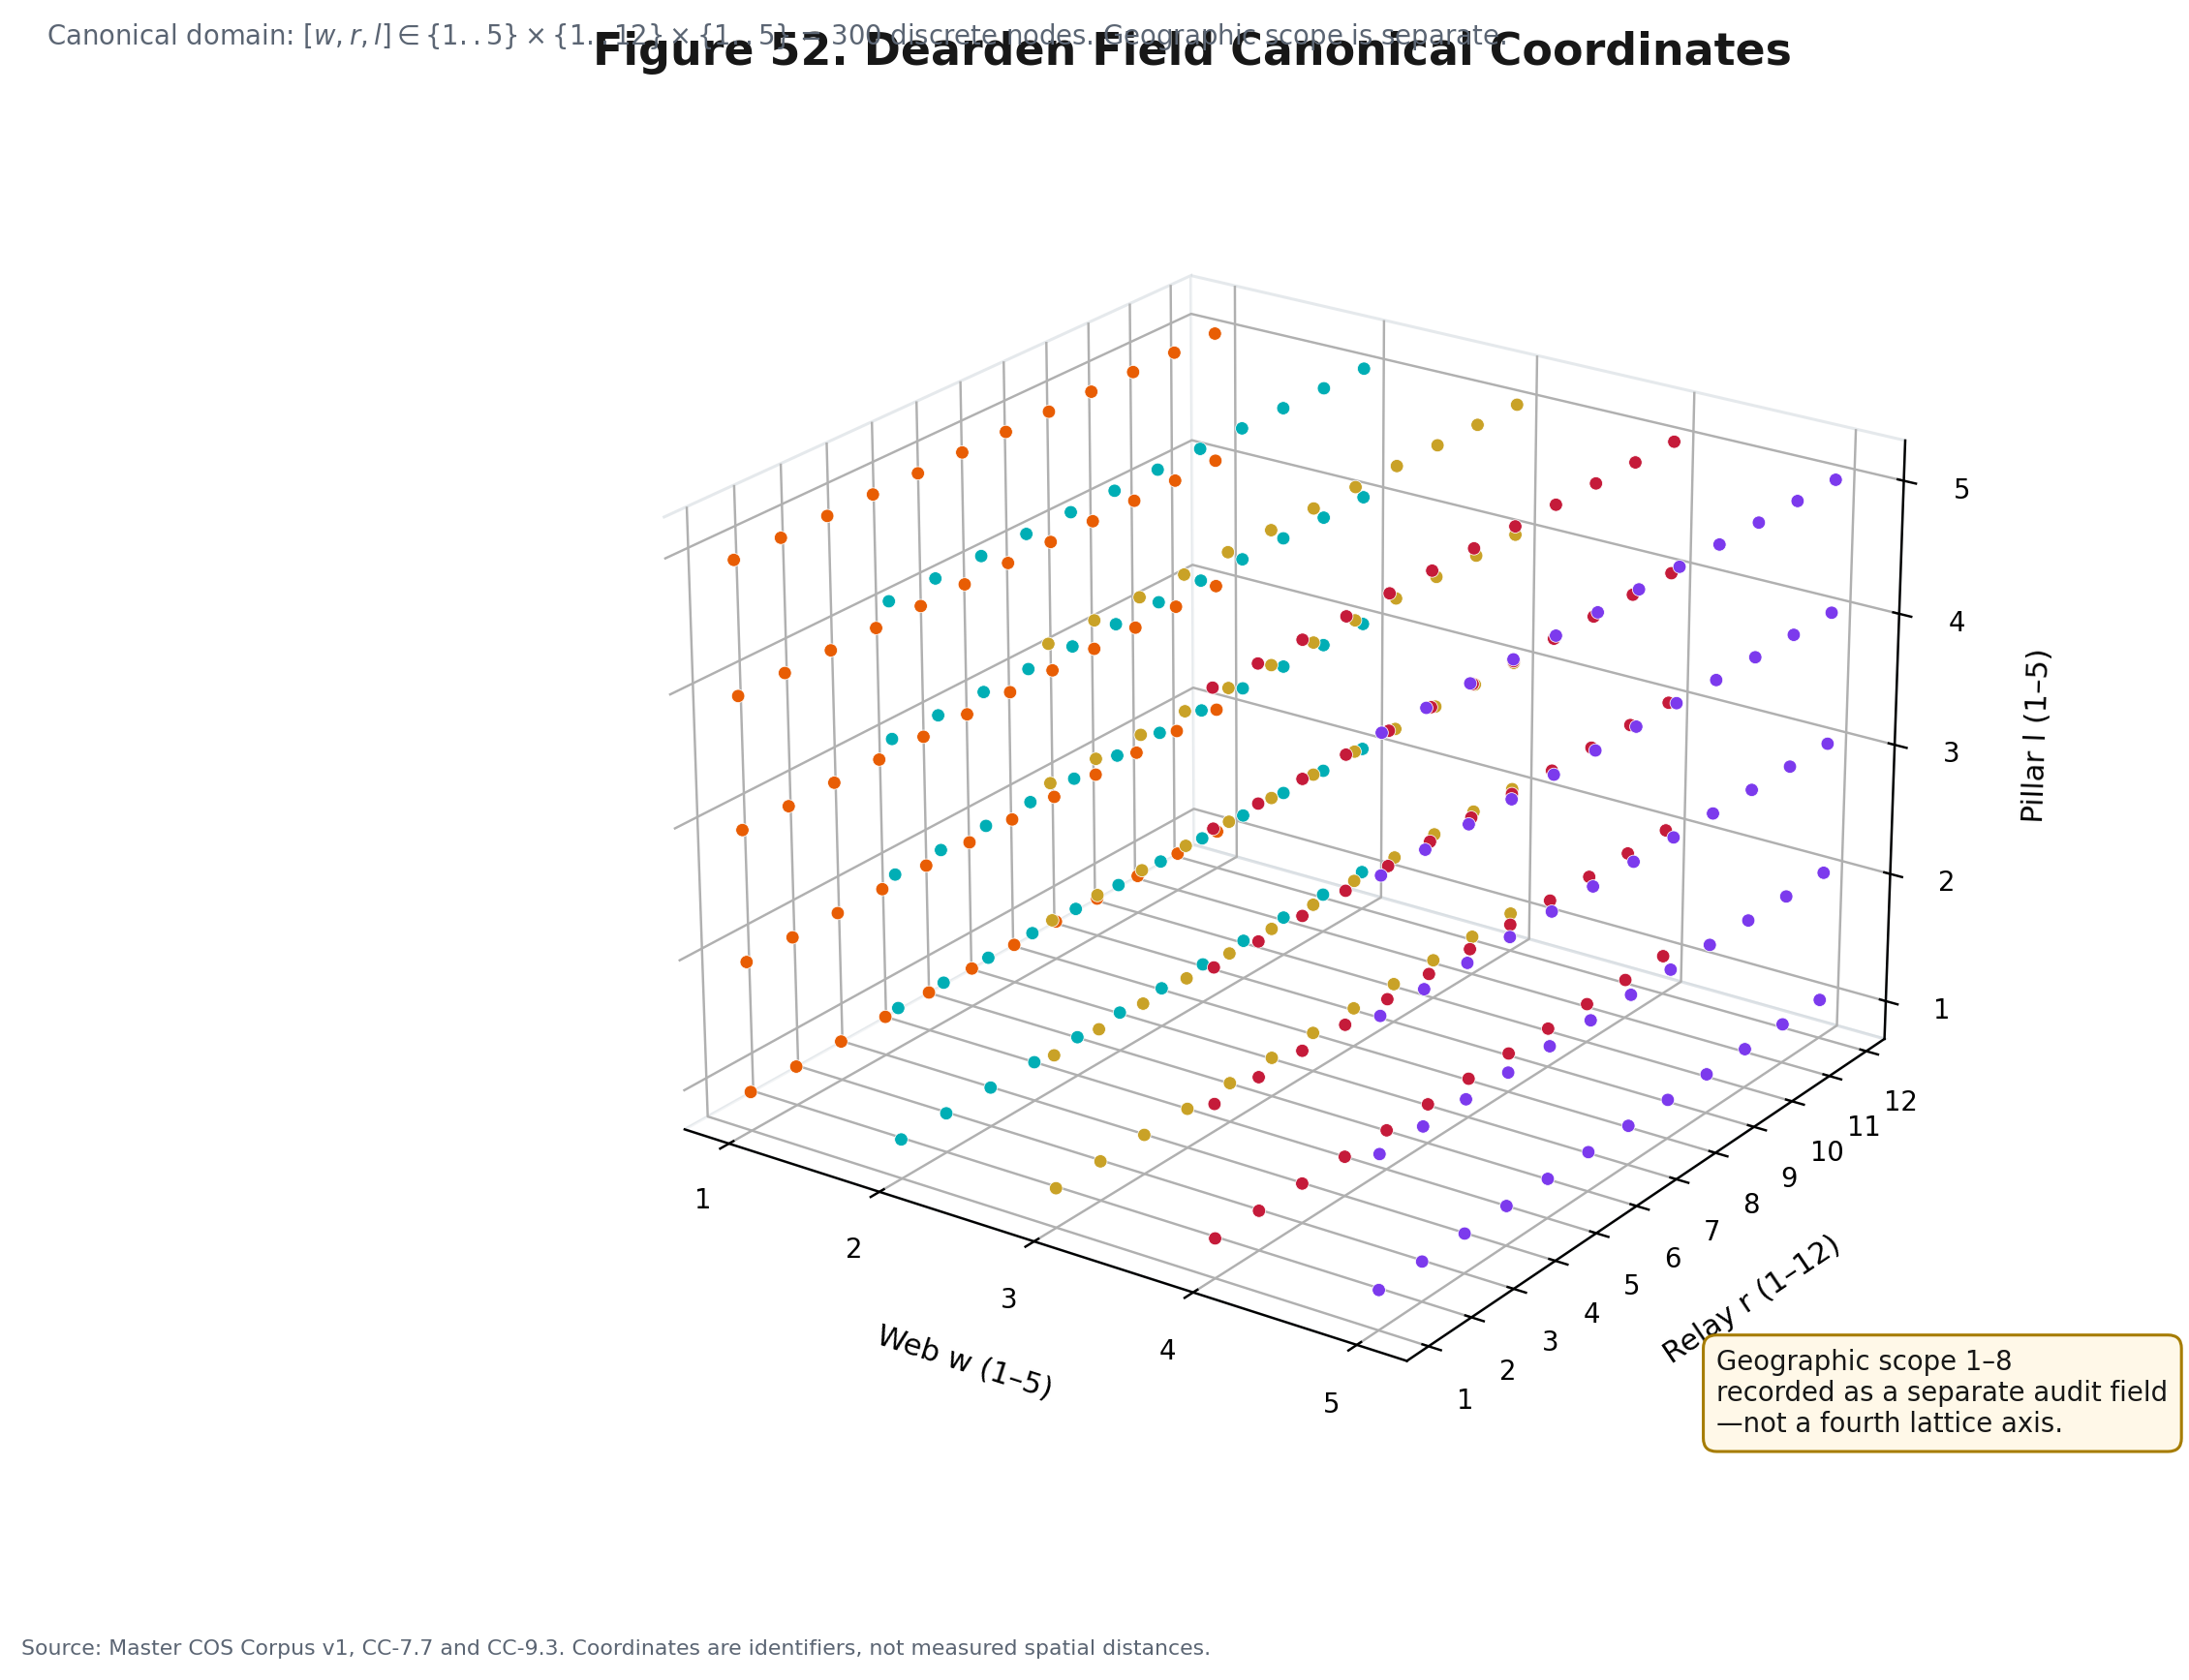 Canonical domain: [w, r, l] ∈ {1..5} × {1..12} × {1..5} = 300 discrete nodes. Geographic scope is separate.
Figure 52. Dearden Field Canonical Coordinates
5
4
3
2
1
Pillar l (1–5)
12
11
10
9
8
7
6
5
4
3
2
1
Relay r (1–12)
1
2
3
4
5
Web w (1–5)
Geographic scope 1–8
recorded as a separate audit field
—not a fourth lattice axis.
Source: Master COS Corpus v1, CC-7.7 and CC-9.3. Coordinates are identifiers, not measured spatial distances.